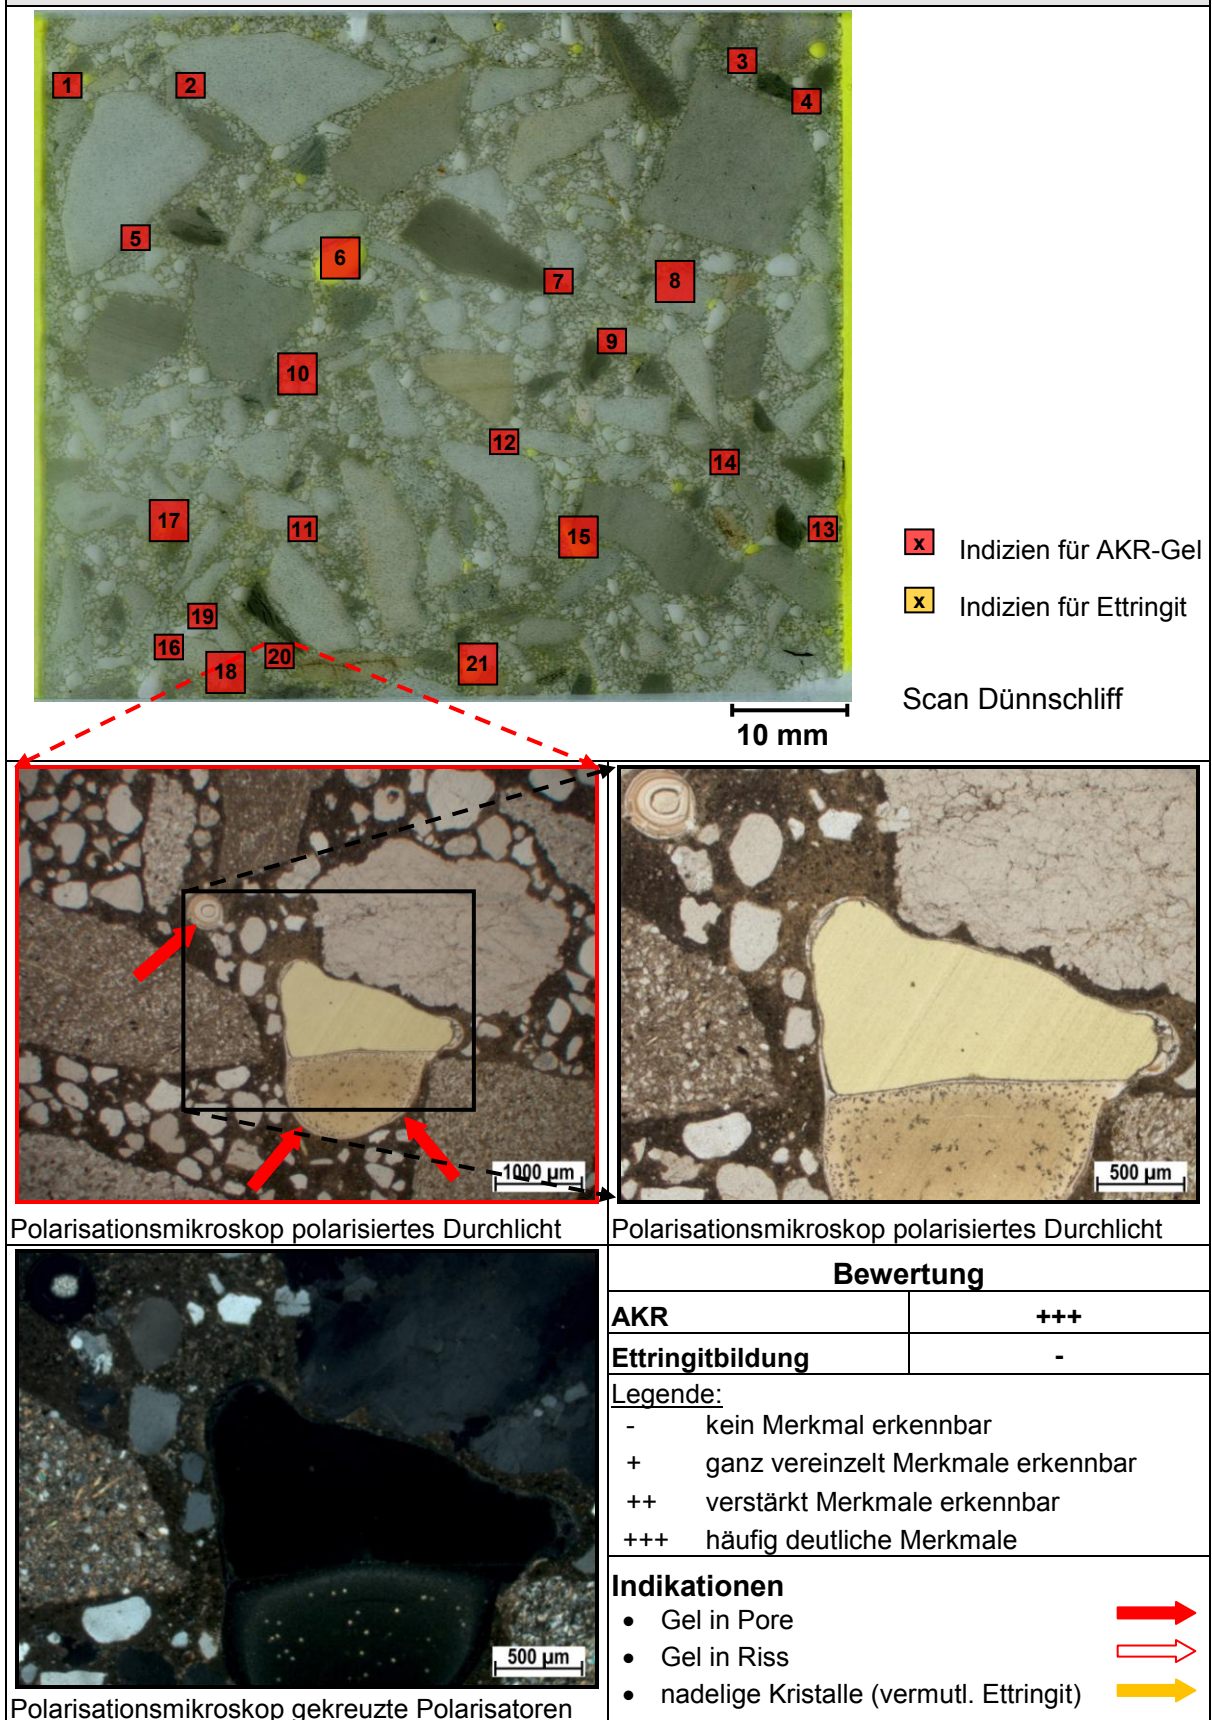 1
2
3
4
5
6
7
8
9
10
12
14
17
11
15
13
19
16
18
20
21
x Indizien für AKR-Gel
x Indizien für Ettringit
Scan Dünnschliff
10 mm
1000 µm
500 µm
Polarisationsmikroskop polarisiertes Durchlicht
Polarisationsmikroskop polarisiertes Durchlicht
500 µm
Polarisationsmikroskop gekreuzte Polarisatoren
Bewertung
AKR +++
Ettringitbildung -
Legende:
- kein Merkmal erkennbar
+ ganz vereinzelt Merkmale erkennbar
++ verstärkt Merkmale erkennbar
+++ häufig deutliche Merkmale
Indikationen
• Gel in Pore
• Gel in Riss
• nadelige Kristalle (vermutl. Ettringit)